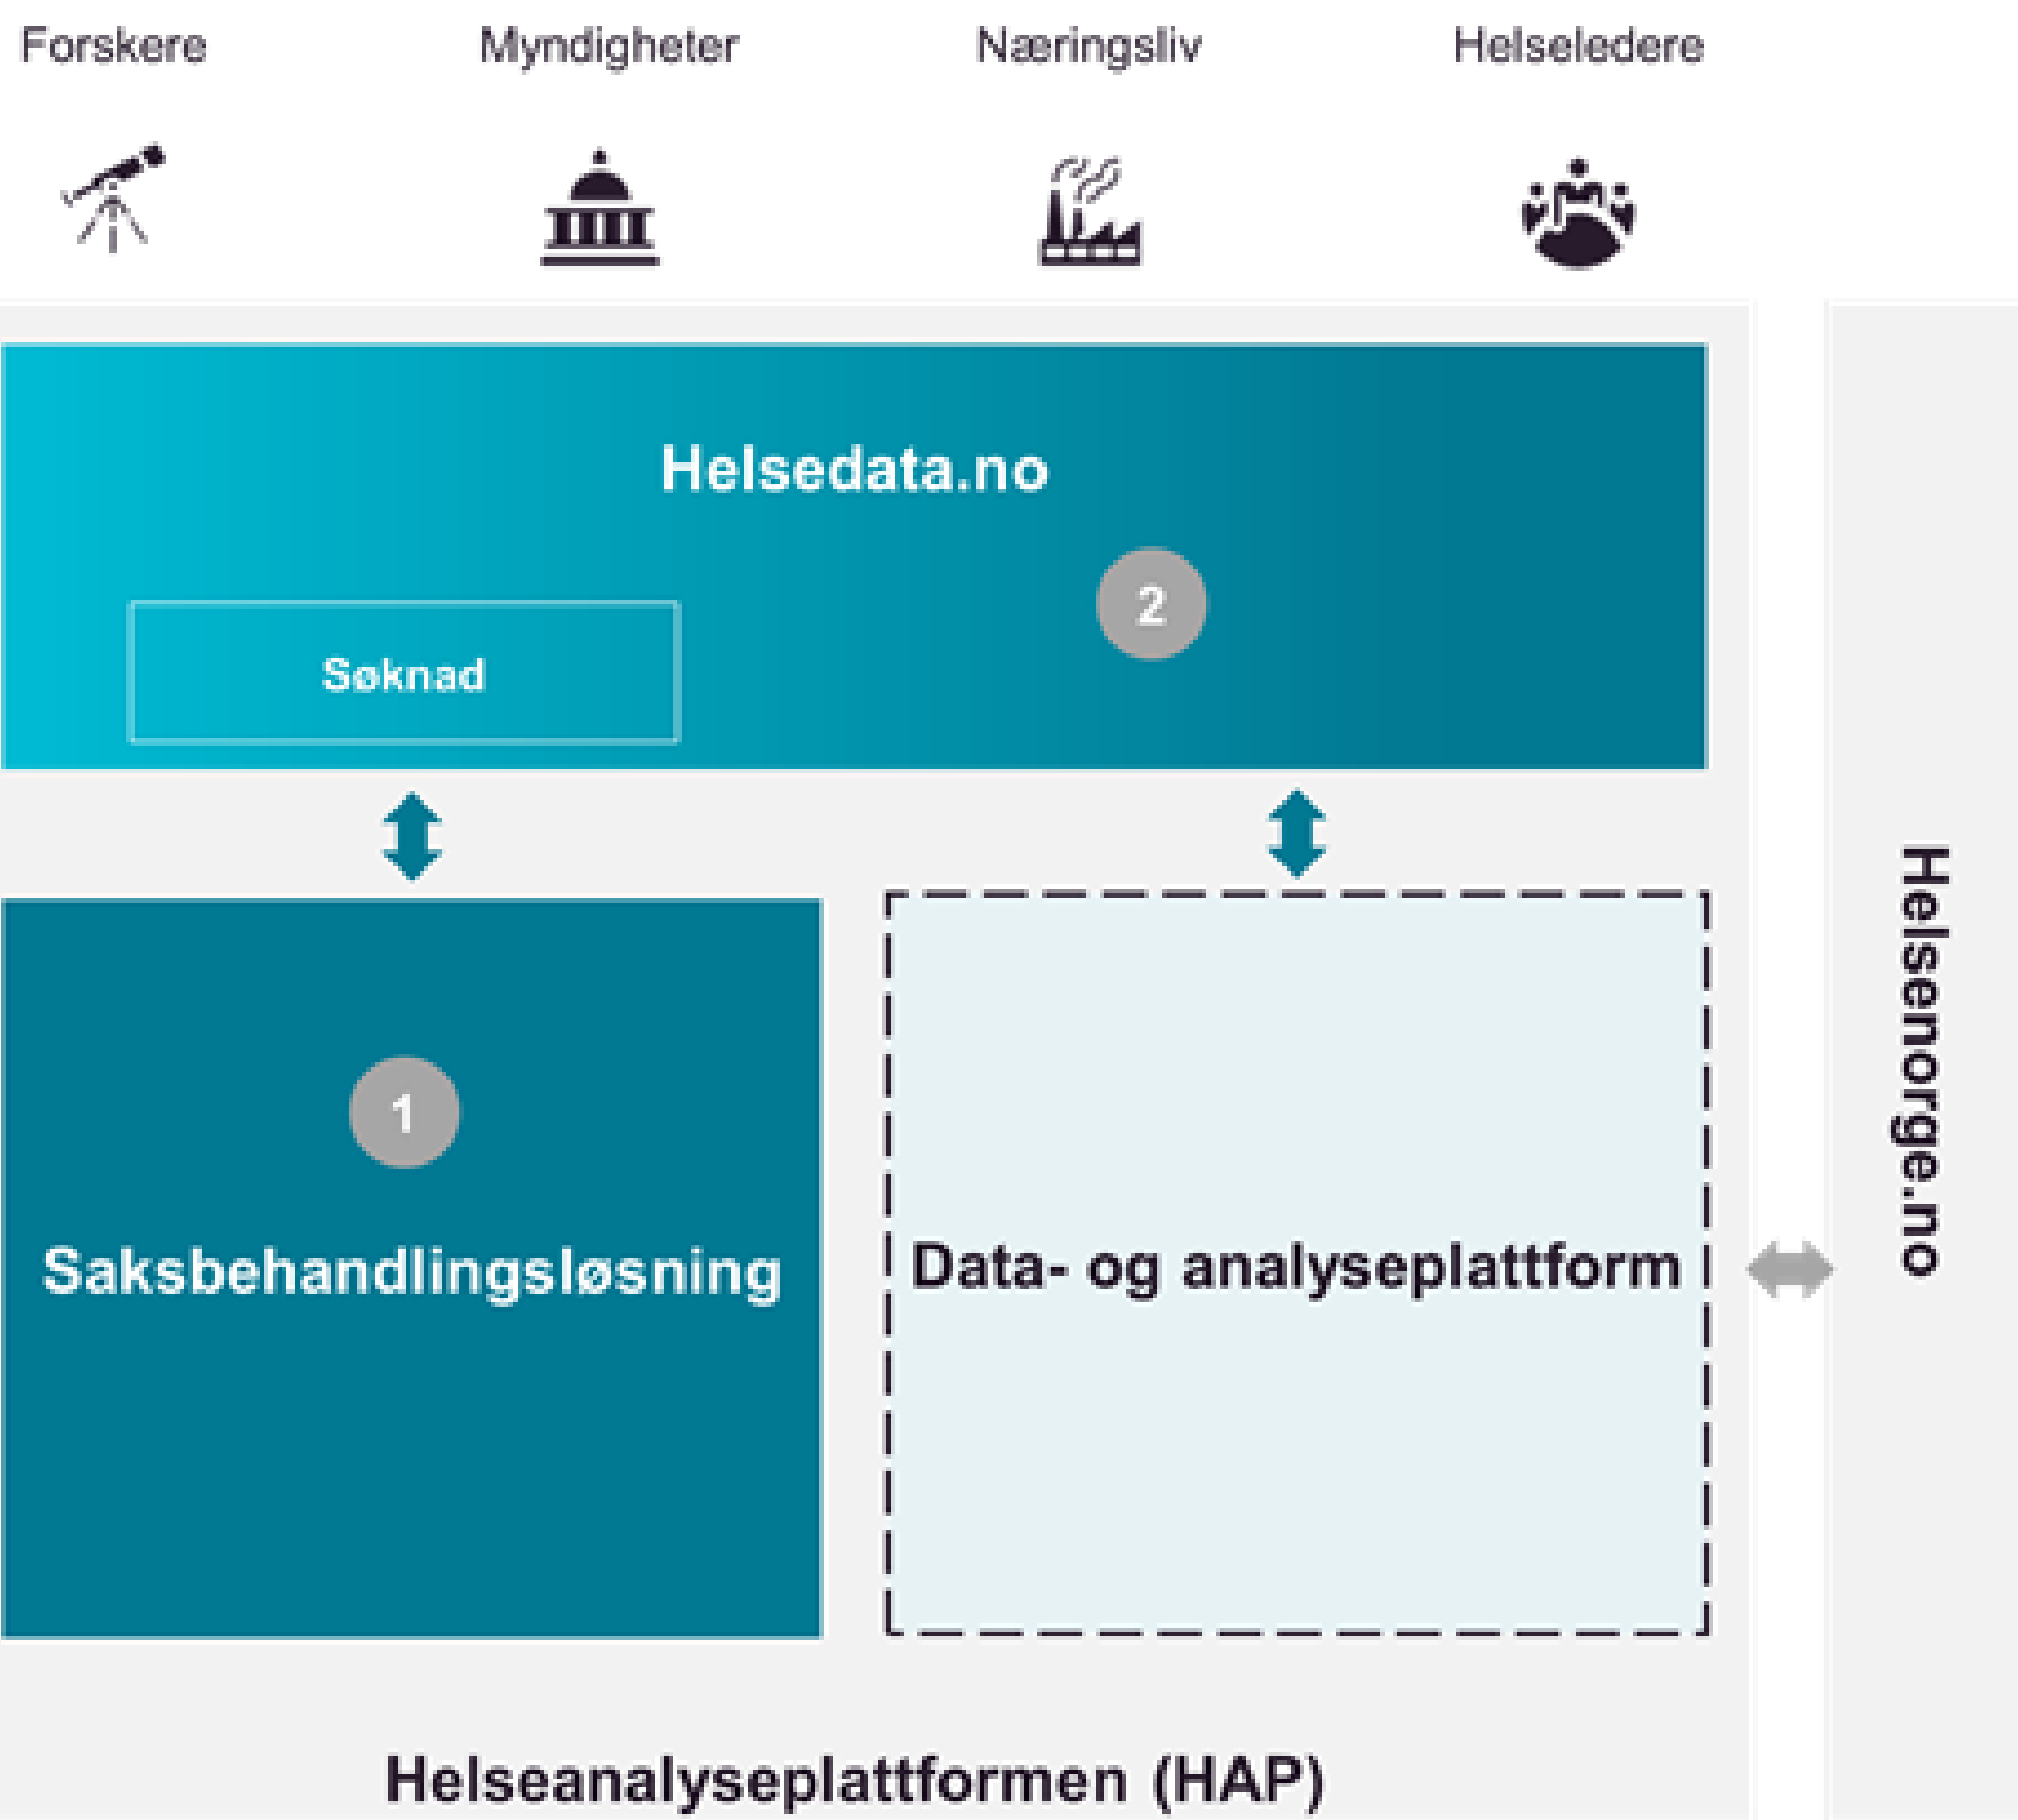 Forskere
Myndigheter
Næringsliv
Helseledere
Helsedata.no
2
Søknad
1
Saksbehandlingsløsning
Data- og analyseplattform
Helsenorge.no
Helseanalyseplattformen (HAP)